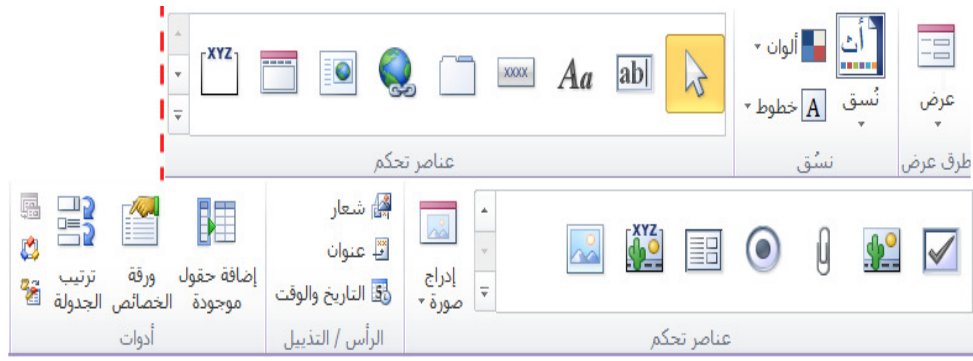 عرض
نُسق
أث
ألوان
خطوط
ab|
Aa
XXXX
XYZ
طرق عرض
نسُق
عناصر تحكم
XYZ
إدراج
صورة
شعار
عنوان
5 التاريخ والوقت
إضافة حقول
موجودة
ورقة
الخصائص
ترتيب
الجدولة
عناصر تحكم
الرأس / التذييل
أدوات